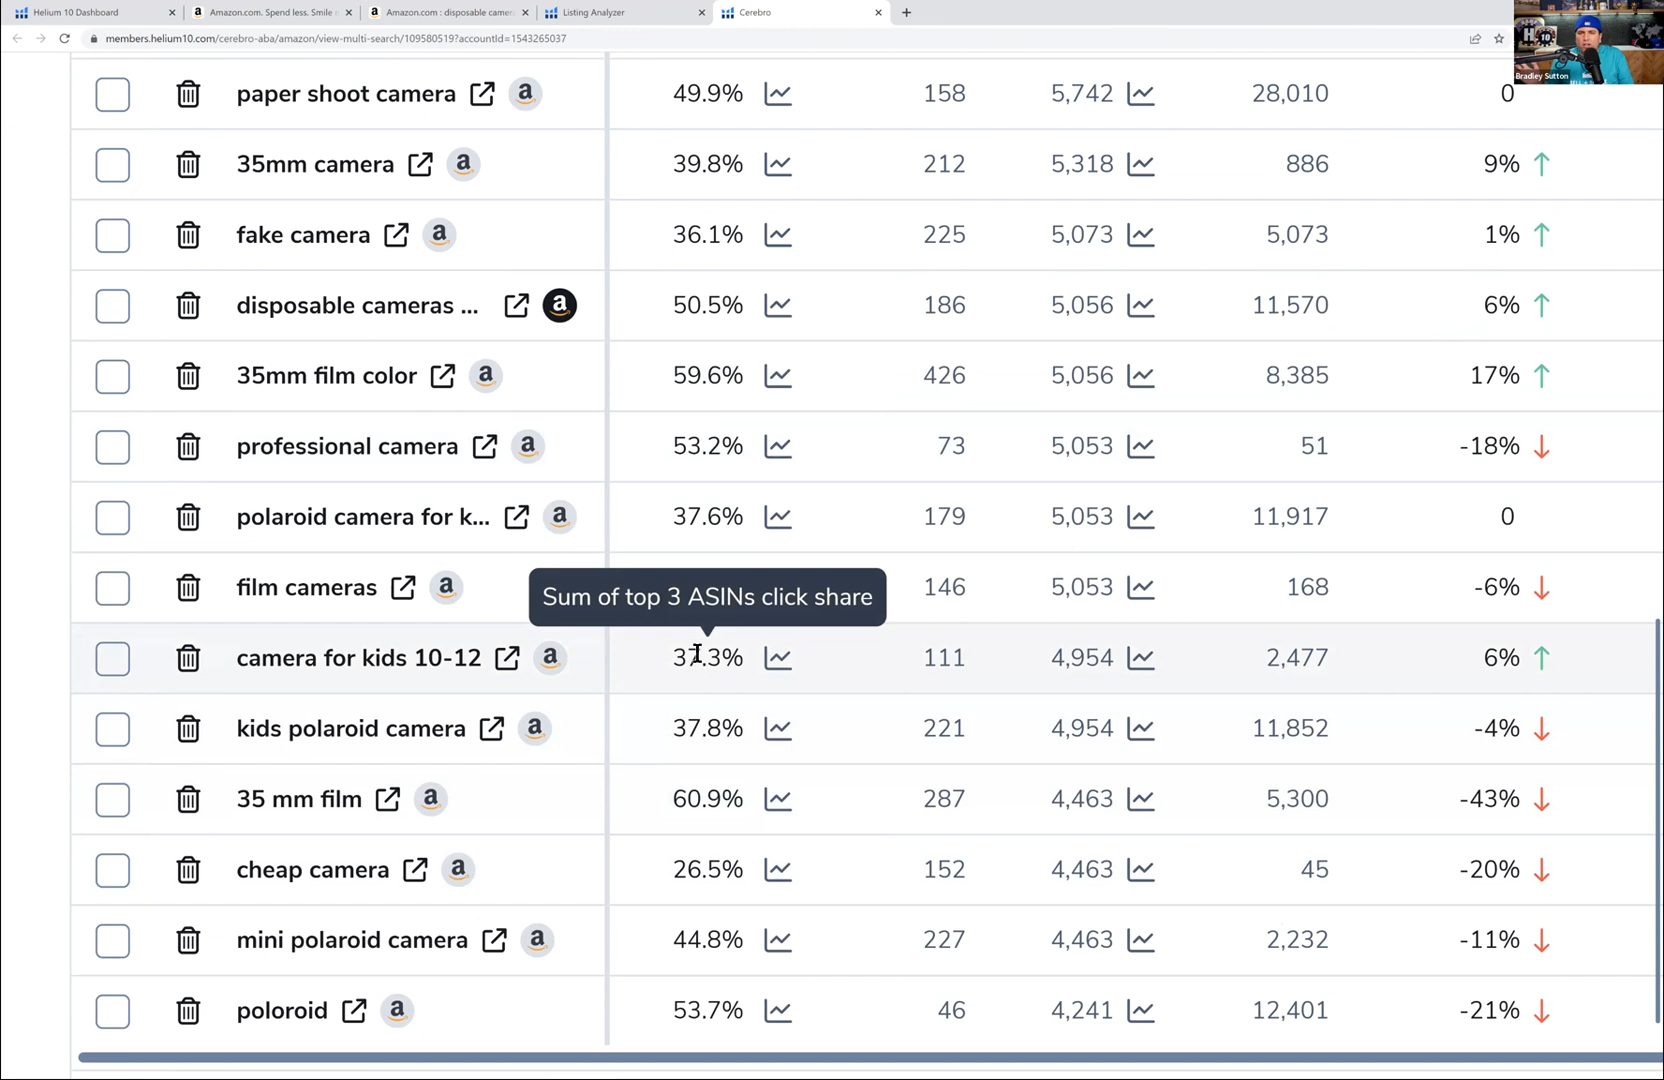 Helium 10 Dashboard
Amazon.com. Spend less. Smile
Amazon.com : disposable camer
Listing Analyzer
Cerebro
members.helium10.com/cerebro-aba/amazon/view-multi-search/109580519?accountId=1543265037
H 10
Bradley Sutton
paper shoot camera a 49.9% 158 5,742 28,010 0
35mm camera a 39.8% 212 5,318 886 9%
fake camera a 36.1% 225 5,073 5,073 1%
disposable cameras ... a 50.5% 186 5,056 11,570 6%
35mm film color a 59.6% 426 5,056 8,385 17%
professional camera a 53.2% 73 5,053 51 -18%
polaroid camera for k... a 37.6% 179 5,053 11,917 0
film cameras a 146 5,053 168 -6%
Sum of top 3 ASINs click share
camera for kids 10-12 a 37.3% 111 4,954 2,477 6%
kids polaroid camera a 37.8% 221 4,954 11,852 -4%
35 mm film a 60.9% 287 4,463 5,300 -43%
cheap camera a 26.5% 152 4,463 45 -20%
mini polaroid camera a 44.8% 227 4,463 2,232 -11%
poloroid a 53.7% 46 4,241 12,401 -21%